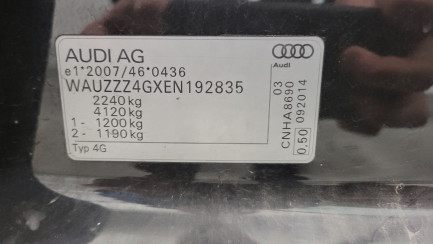 AUDI AG
e1*2007/46*0436
WAUZZZ4GXEN192835
2240kg
4120kg
1- 1200kg
2- 1190kg
Typ 4G
Audi
CNHA8690 03
0.50 092014